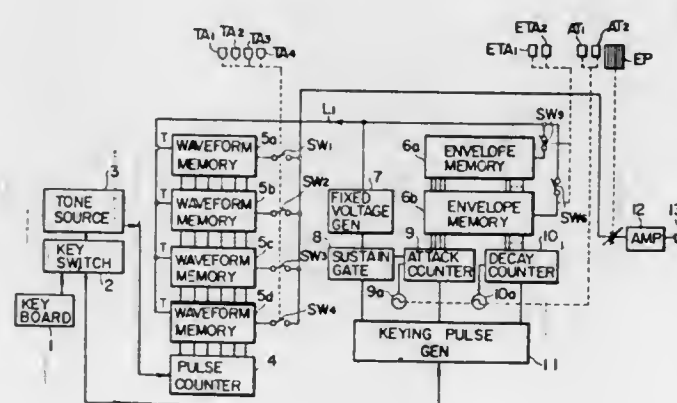 TA1 TA2 TA3 TA4
ETA1 ETA2 AT1 AT2 EP
L1
T WAVEFORM MEMORY 5a SW1
T WAVEFORM MEMORY 5b SW2
T WAVEFORM MEMORY 5c SW3
T WAVEFORM MEMORY 5d SW4
PULSE COUNTER 4
3
TONE SOURCE
KEY SWITCH 2
KEY BOARD
1
7
FIXED VOLTAGE GEN
6a ENVELOPE MEMORY SW9
6b ENVELOPE MEMORY
8 SUSTAIN GATE
9 ATTACK COUNTER
10 DECAY COUNTER
9a 10a
KEYING PULSE GEN
11
12 13
AMP